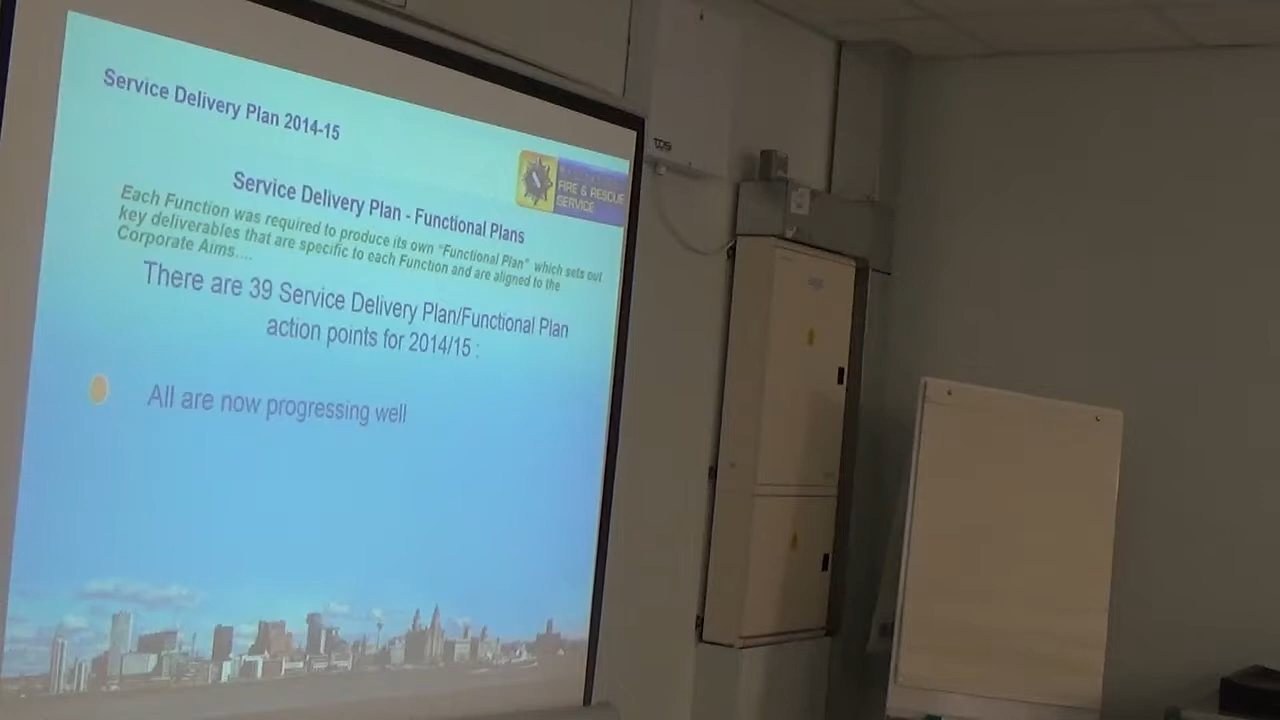 Service Delivery Plan 2014-15
FIRE & RESCUE
SERVICE
Service Delivery Plan - Functional Plans
Each Function was required to produce its own "Functional Plan" which sets out
key deliverables that are specific to each Function and are aligned to the
Corporate Aims....
There are 39 Service Delivery Plan/Functional Plan
action points for 2014/15 :
All are now progressing well